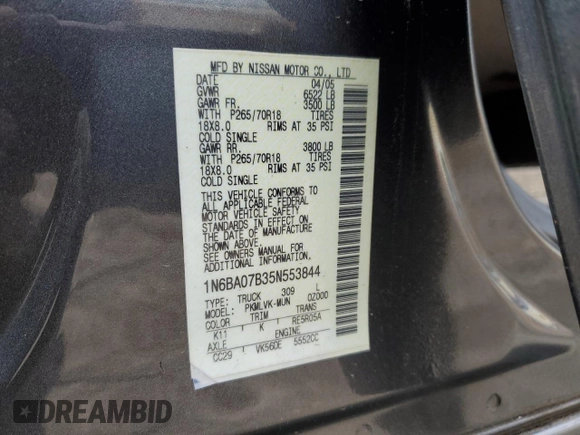 MFD BY NISSAN MOTOR CO., LTD
DATE 04/05
GVWR 6522 LB
GAWR FR. 3500 LB
WITH P265/70R18 TIRES
18X8.0 RIMS AT 35 PSI
COLD SINGLE
GAWR RR. 3800 LB
WITH P265/70R18 TIRES
18X8.0 RIMS AT 35 PSI
COLD SINGLE
THIS VEHICLE CONFORMS TO
ALL APPLICABLE FEDERAL
MOTOR VEHICLE SAFETY
STANDARDS IN EFFECT ON
THE DATE OF MANUFACTURE
SHOWN ABOVE.
SEE OWNERS MANUAL FOR
ADDITIONAL INFORMATION
1N6BA07B35N553844
TYPE: TRUCK 309 L
MODEL: PKMLVK-MUN 0Z000
COLOR TRIM TRANS
K11 K RE5R05A
AXLE ENGINE
CC29 VK56DE 5552CC
DREAMBID